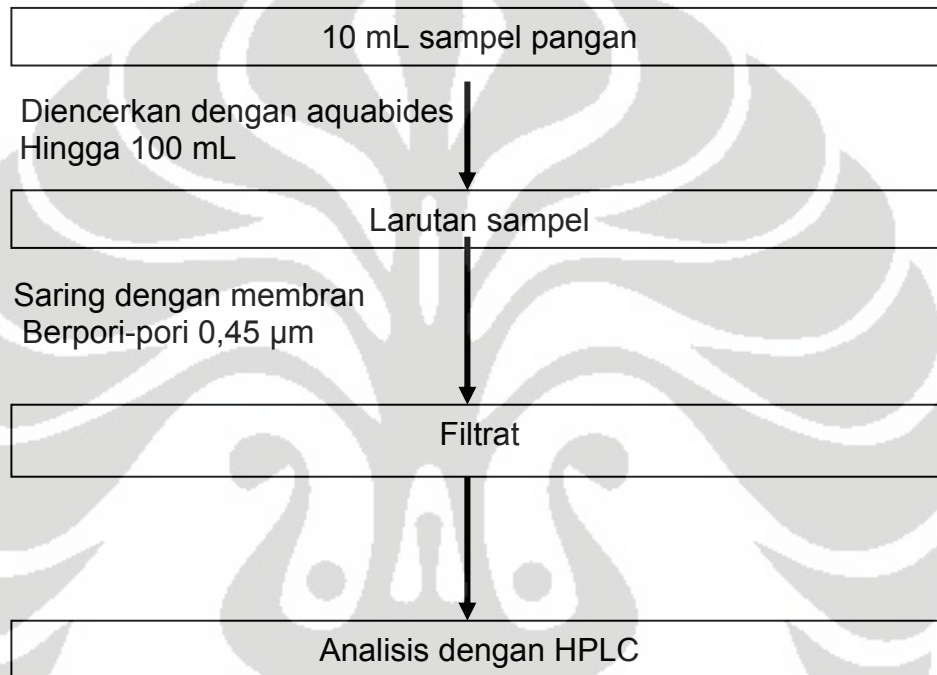 10 mL sampel pangan
Diencerkan dengan aquabides
Hingga 100 mL
Larutan sampel
Saring dengan membran
Berpori-pori 0,45 µm
Filtrat
Analisis dengan HPLC